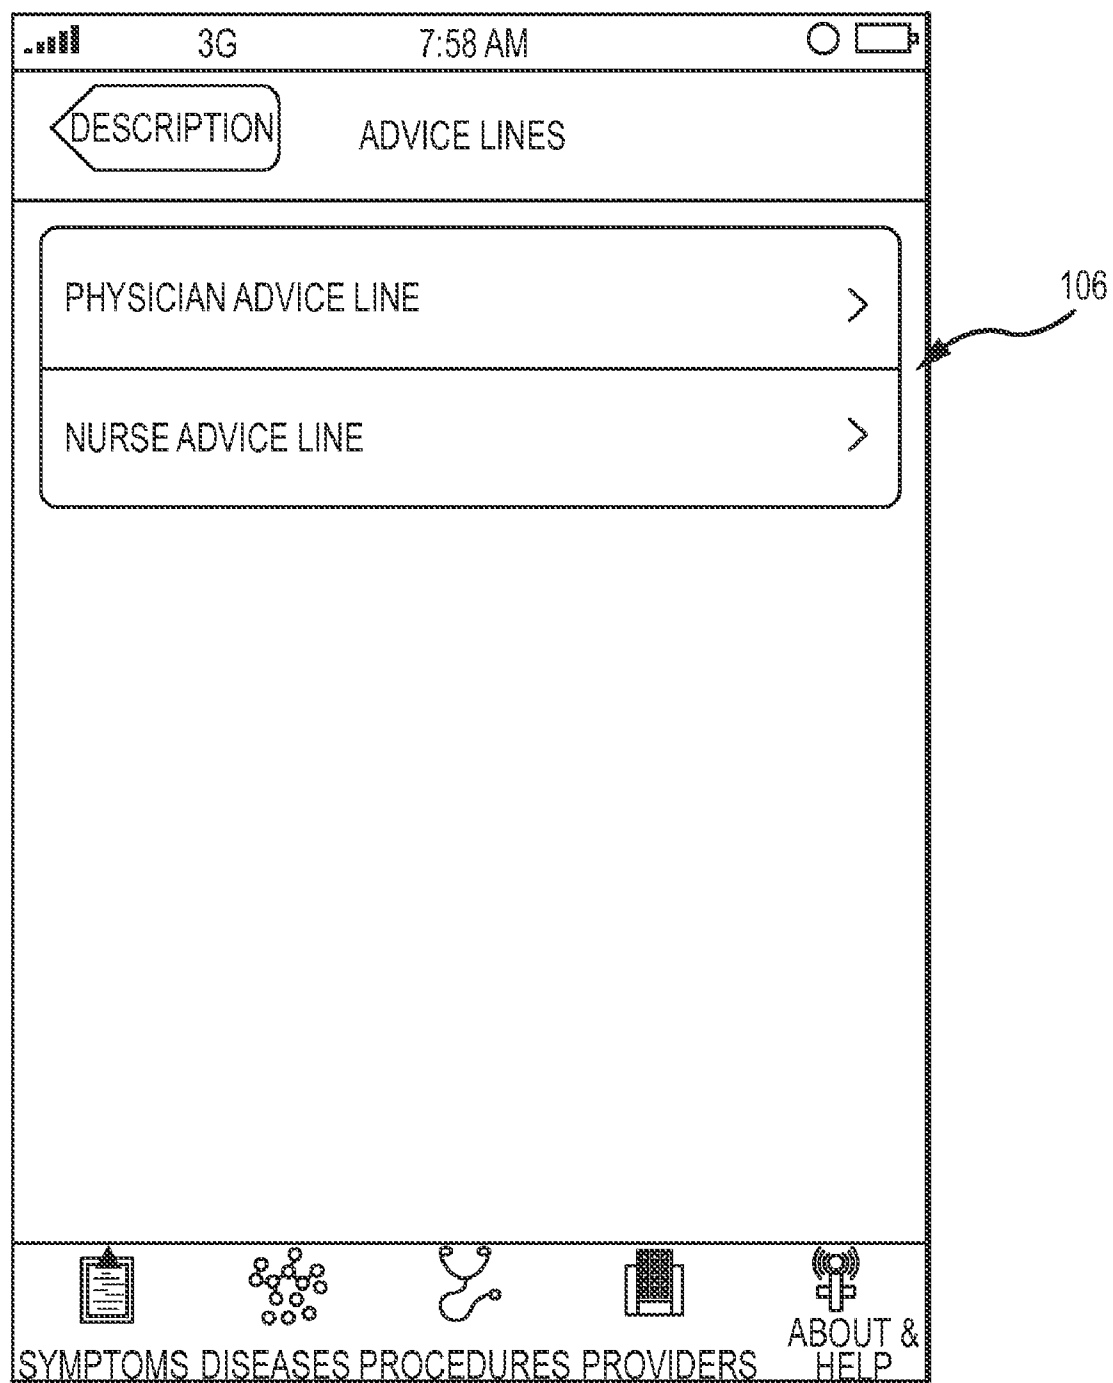 3G 7:58 AM
DESCRIPTION ADVICE LINES
PHYSICIAN ADVICE LINE
106
NURSE ADVICE LINE
SYMPTOMS DISEASES PROCEDURES PROVIDERS ABOUT &
HELP